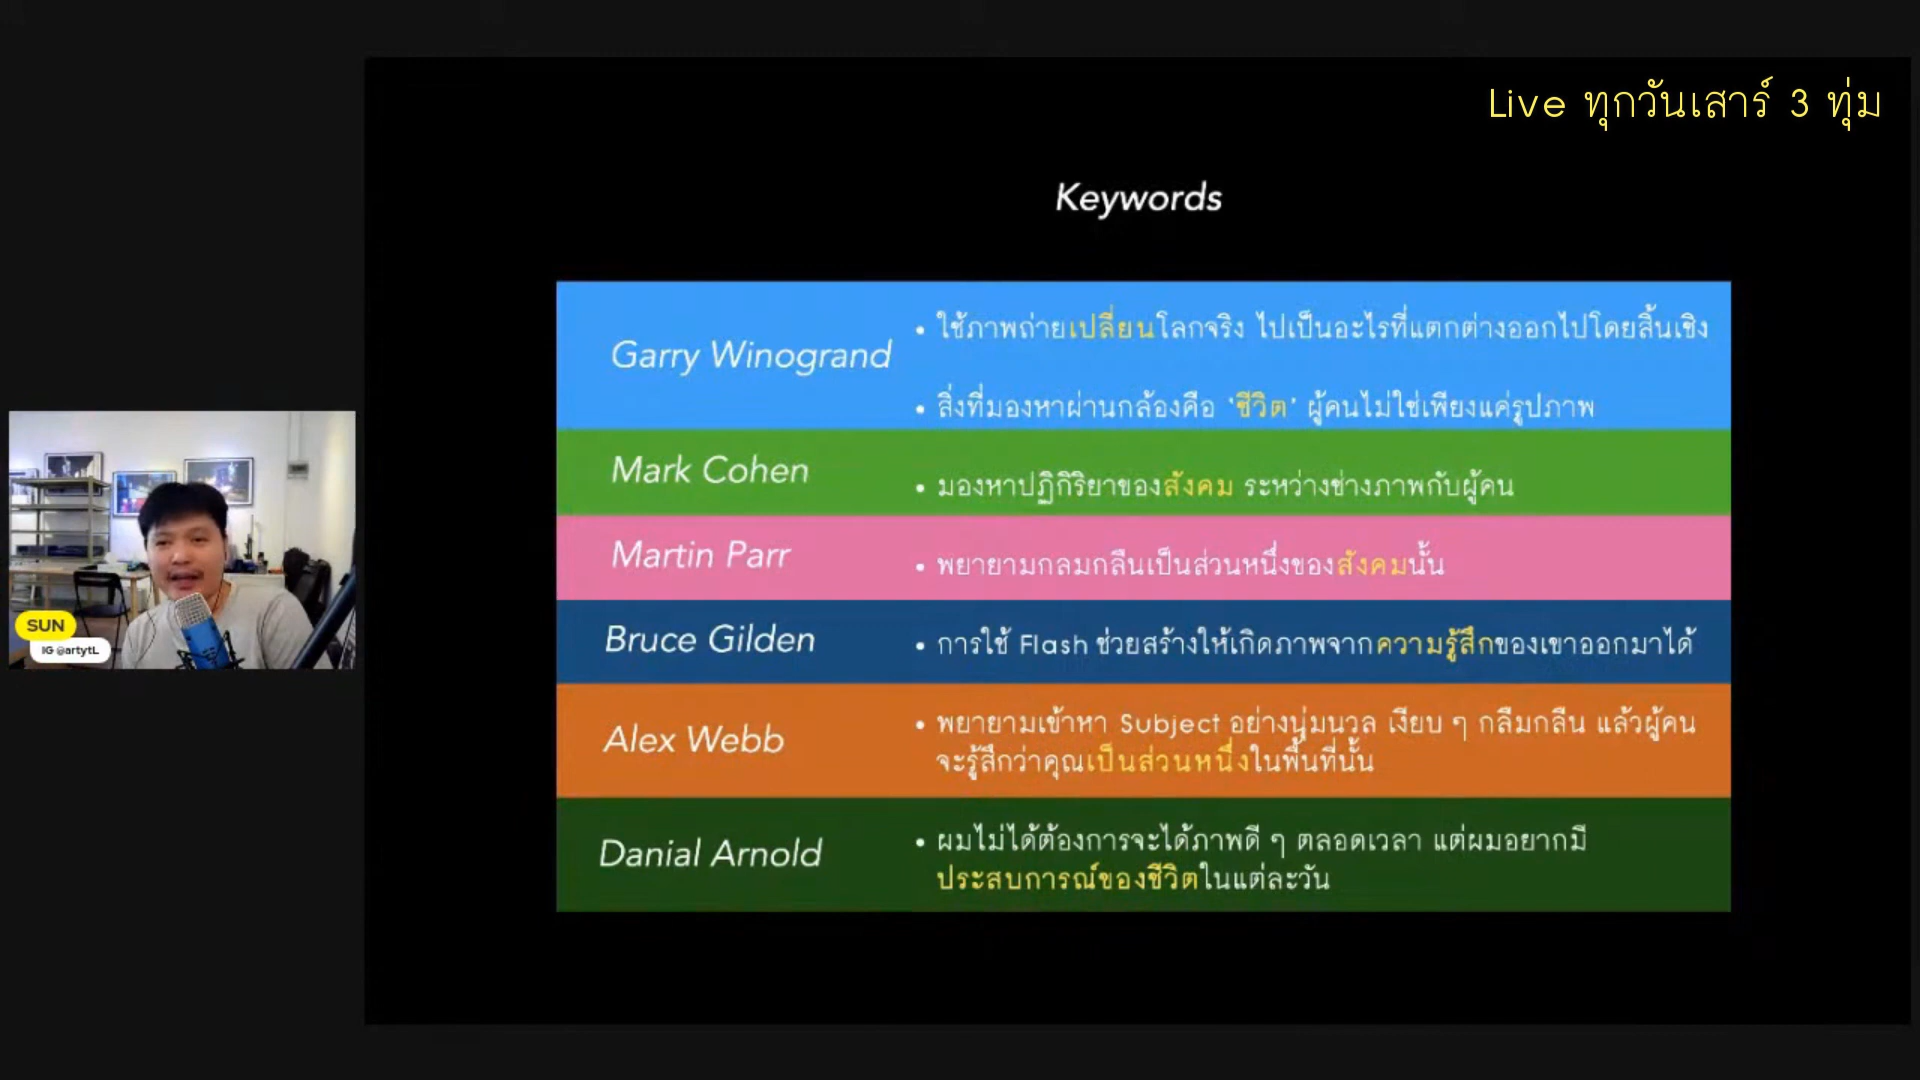 Live ทุกวันเสาร์ 3 ทุ่ม
Keywords
Garry Winogrand
• ใช้ภาพถ่ายเปลี่ยนโลกจริง ไปเป็นอะไรที่แตกต่างออกไปโดยสิ้นเชิง
• สิ่งที่มองหาผ่านกล้องคือ 'ชีวิต' ผู้คนไม่ใช่เพียงแค่รูปภาพ
Mark Cohen
• มองหาปฏิกิริยาของสังคม ระหว่างช่างภาพกับผู้คน
Martin Parr
• พยายามกลมกลืนเป็นส่วนหนึ่งของสังคมนั้น
Bruce Gilden
• การใช้ Flash ช่วยสร้างให้เกิดภาพจากความรู้สึกของเขาออกมาได้
Alex Webb
• พยายามเข้าหา Subject อย่างนุ่มนวล เงียบ ๆ กลืมกลืน แล้วผู้คน
จะรู้สึกว่าคุณเป็นส่วนหนึ่งในพื้นที่นั้น
Danial Arnold
• ผมไม่ได้ต้องการจะได้ภาพดี ๆ ตลอดเวลา แต่ผมอยากมี
ประสบการณ์ของชีวิตในแต่ละวัน
SUN
IG @artytL